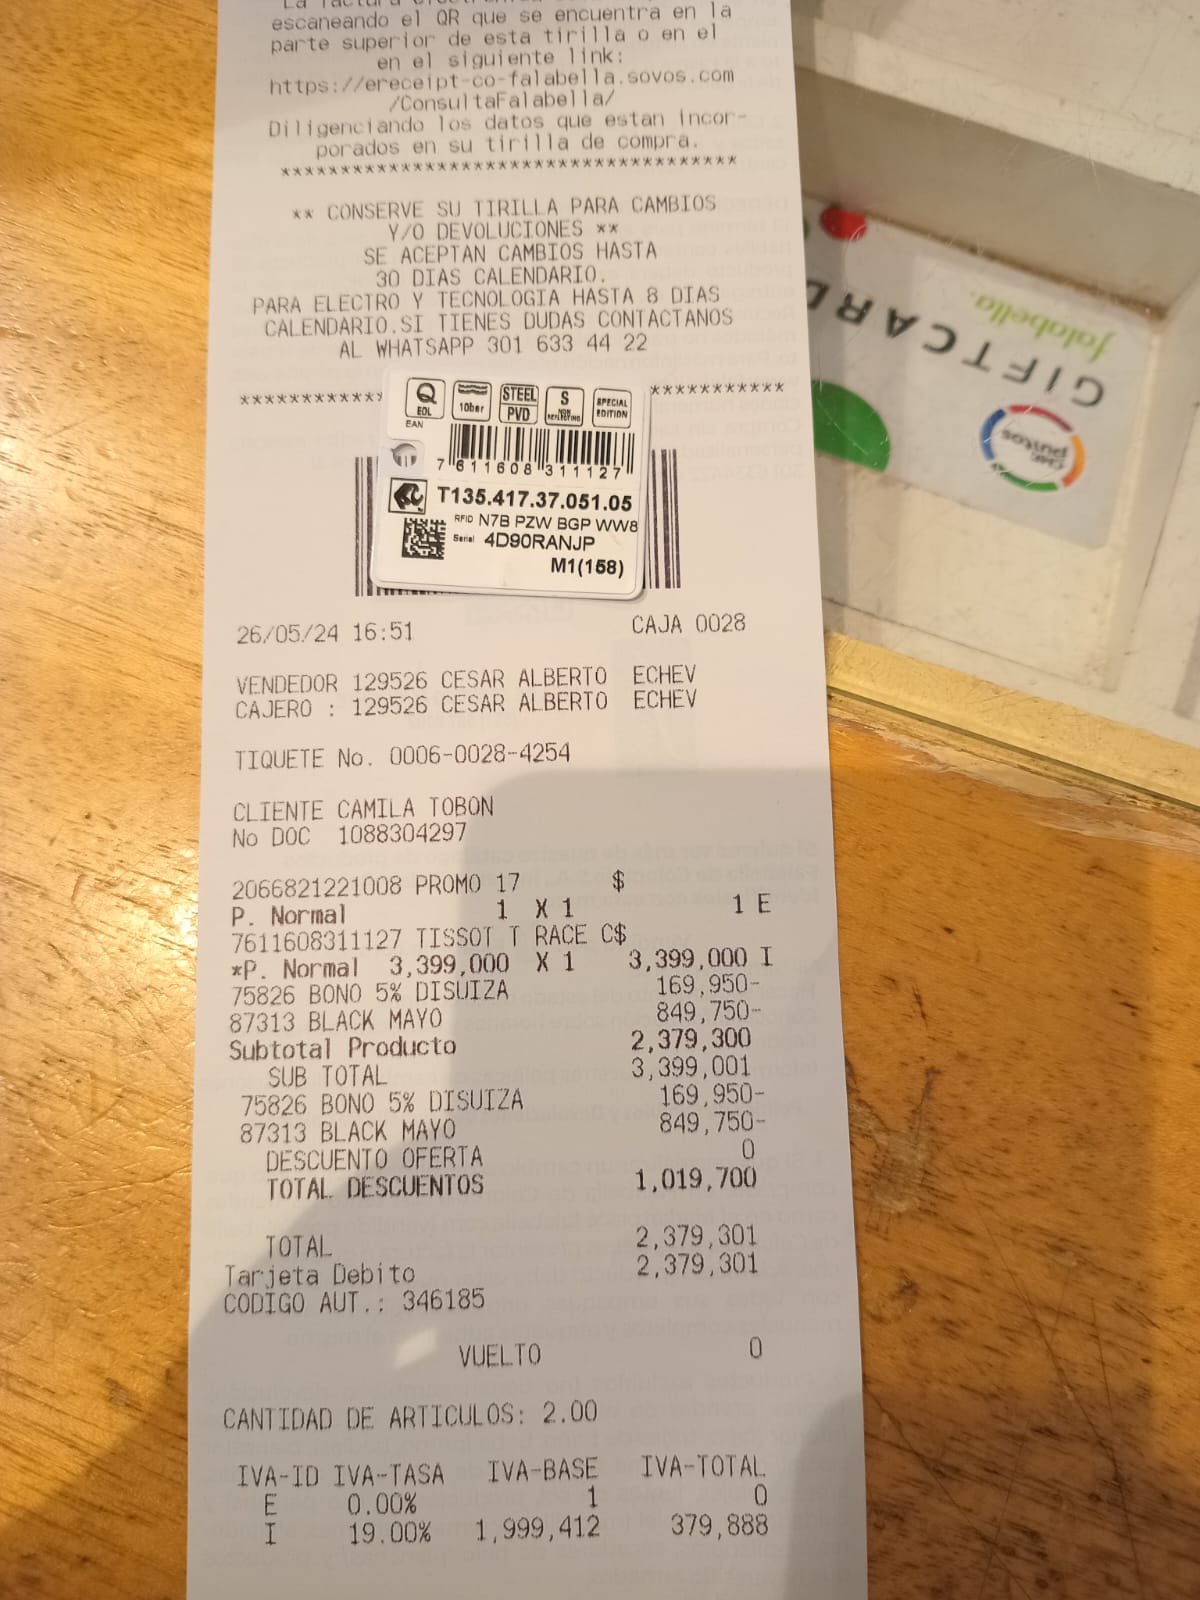 La factura electronica
escaneando el QR que se encuentra en la
parte superior de esta tirilla o en el
en el siguiente link:
https://ereceipt-co-falabella.sovos.com
/ConsultaFalabella/
Diligenciando los datos que estan incor-
porados en su tirilla de compra.
****************************************
** CONSERVE SU TIRILLA PARA CAMBIOS
Y/O DEVOLUCIONES **
SE ACEPTAN CAMBIOS HASTA
30 DIAS CALENDARIO.
PARA ELECTRO Y TECNOLOGIA HASTA 8 DIAS
CALENDARIO.SI TIENES DUDAS CONTACTANOS
AL WHATSAPP 301 633 44 22
************ ***********
Q EOL 10bar STEEL PVD S NON REFLECTING SPECIAL EDITION
EAN
7 611608 311127
T135.417.37.051.05
RFID N7B PZW BGP WW8
Serial 4D90RANJP
M1(158)
26/05/24 16:51 CAJA 0028
VENDEDOR 129526 CESAR ALBERTO ECHEV
CAJERO : 129526 CESAR ALBERTO ECHEV
TIQUETE No. 0006-0028-4254
CLIENTE CAMILA TOBON
No DOC 1088304297
2066821221008 PROMO 17 $
P. Normal 1 X 1 1 E
7611608311127 TISSOT T RACE C$
*P. Normal 3,399,000 X 1 3,399,000 I
75826 BONO 5% DISUIZA 169,950-
87313 BLACK MAYO 849,750-
Subtotal Producto 2,379,300
SUB TOTAL 3,399,001
75826 BONO 5% DISUIZA 169,950-
87313 BLACK MAYO 849,750-
DESCUENTO OFERTA 0
TOTAL DESCUENTOS 1,019,700
TOTAL 2,379,301
Tarjeta Debito 2,379,301
CODIGO AUT.: 346185
VUELTO 0
CANTIDAD DE ARTICULOS: 2.00
IVA-ID IVA-TASA IVA-BASE IVA-TOTAL
E 0.00% 1 0
I 19.00% 1,999,412 379,888
GIFTCARD
falabella.
CMR puntos